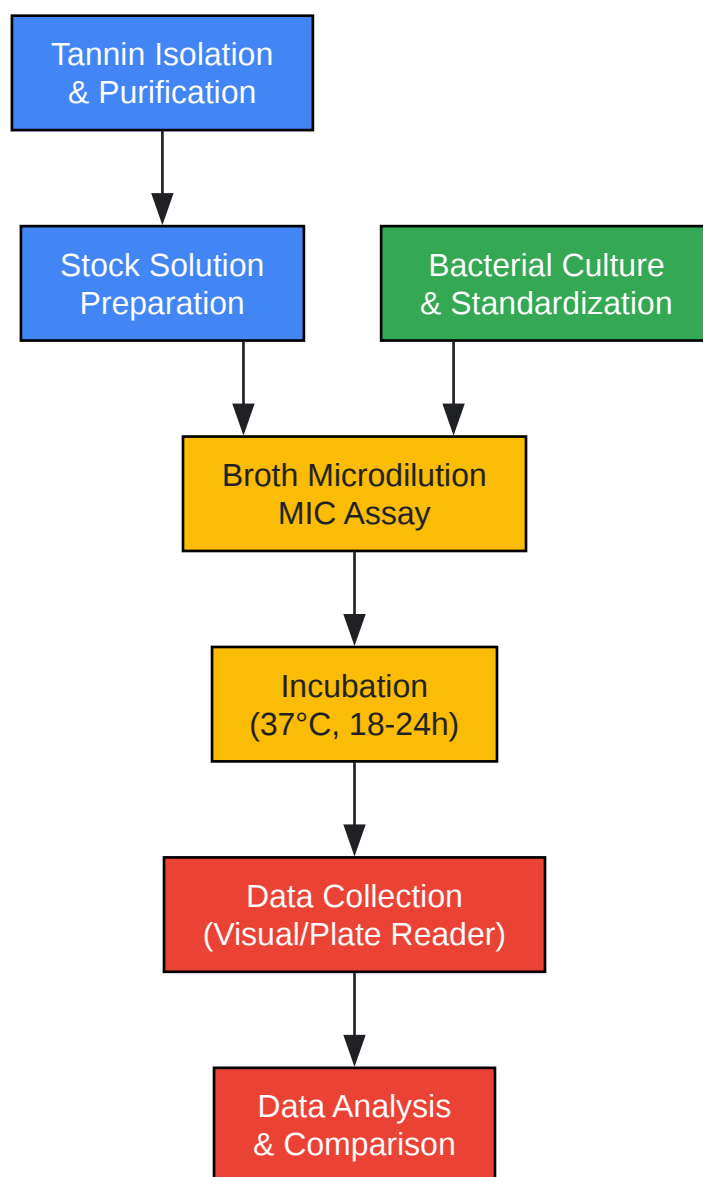 Tannin Isolation
& Purification
Stock Solution
Preparation
Bacterial Culture
& Standardization
Broth Microdilution
MIC Assay
Incubation
(37°C, 18-24h)
Data Collection
(Visual/Plate Reader)
Data Analysis
& Comparison